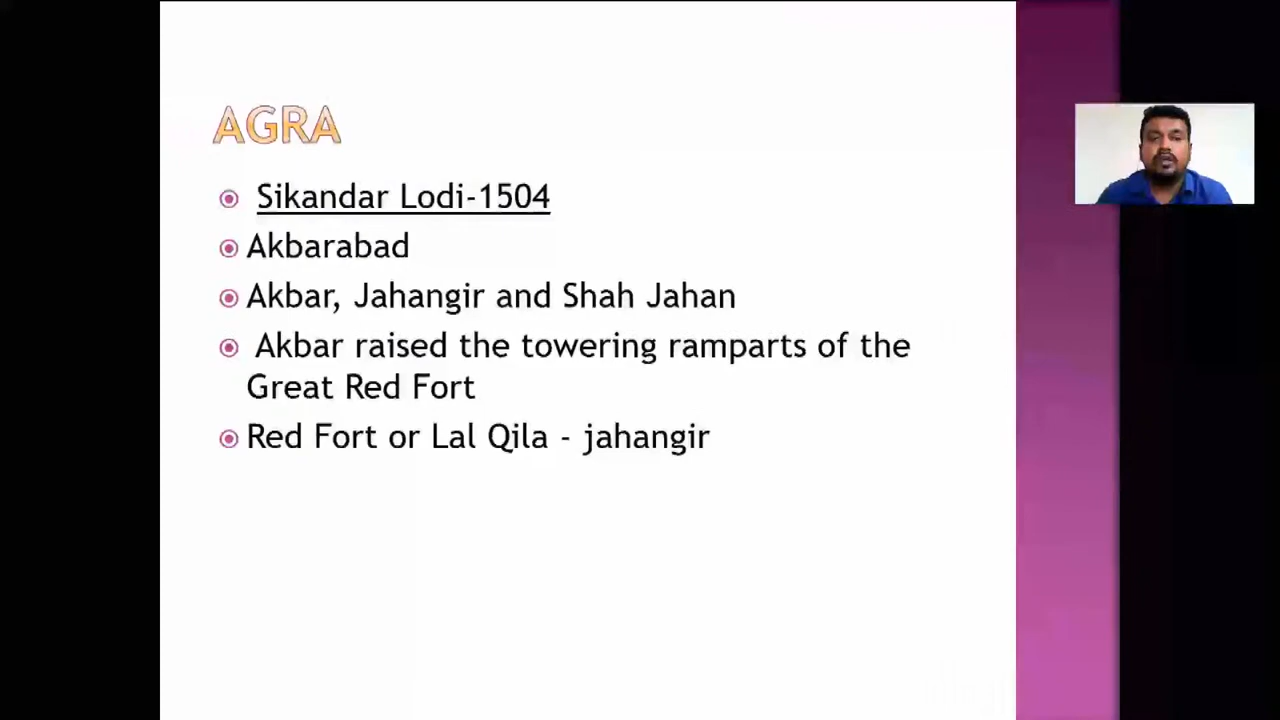 AGRA
Sikandar Lodi-1504
Akbarabad
Akbar, Jahangir and Shah Jahan
Akbar raised the towering ramparts of the
Great Red Fort
Red Fort or Lal Qila - jahangir